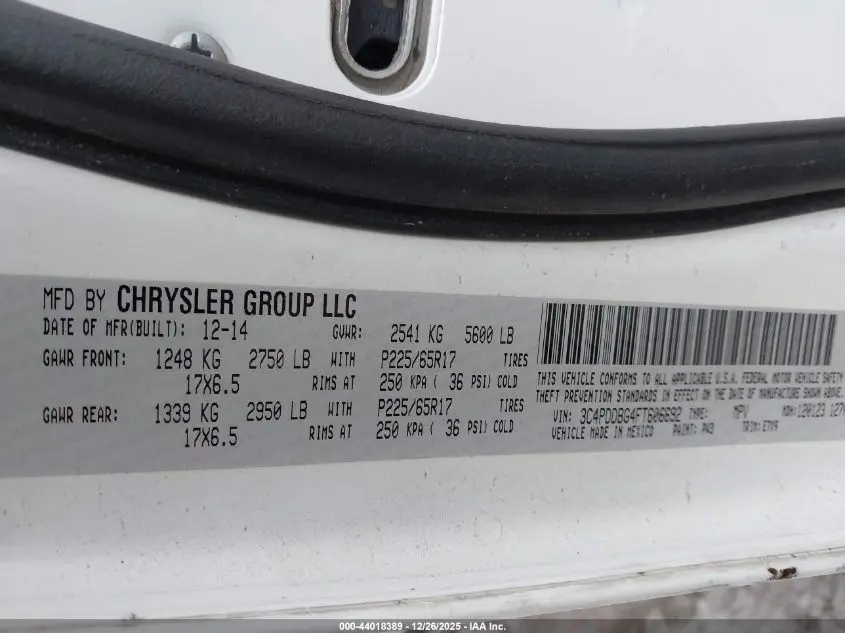 MFD BY CHRYSLER GROUP LLC
DATE OF MFR(BUILT): 12-14 GVWR: 2541 KG 5600 LB
GAWR FRONT: 1248 KG 2750 LB WITH P225/65R17 TIRES
17X6.5 RIMS AT 250 KPA ( 36 PSI) COLD
GAWR REAR: 1339 KG 2950 LB WITH P225/65R17 TIRES
17X6.5 RIMS AT 250 KPA ( 36 PSI) COLD
THIS VEHICLE CONFORMS TO ALL APPLICABLE U.S.A. FEDERAL MOTOR VEHICLE SAFETY
THEFT PREVENTION STANDARDS IN EFFECT ON THE DATE OF MANUFACTURE SHOWN ABOVE.
VIN: 3C4PDDBG4FT606692 TYPE: MPV MDH: 120123
VEHICLE MADE IN MEXICO PAINT: PW3 TRIM:
000-44018389 - 12/26/2025 - IAA Inc.